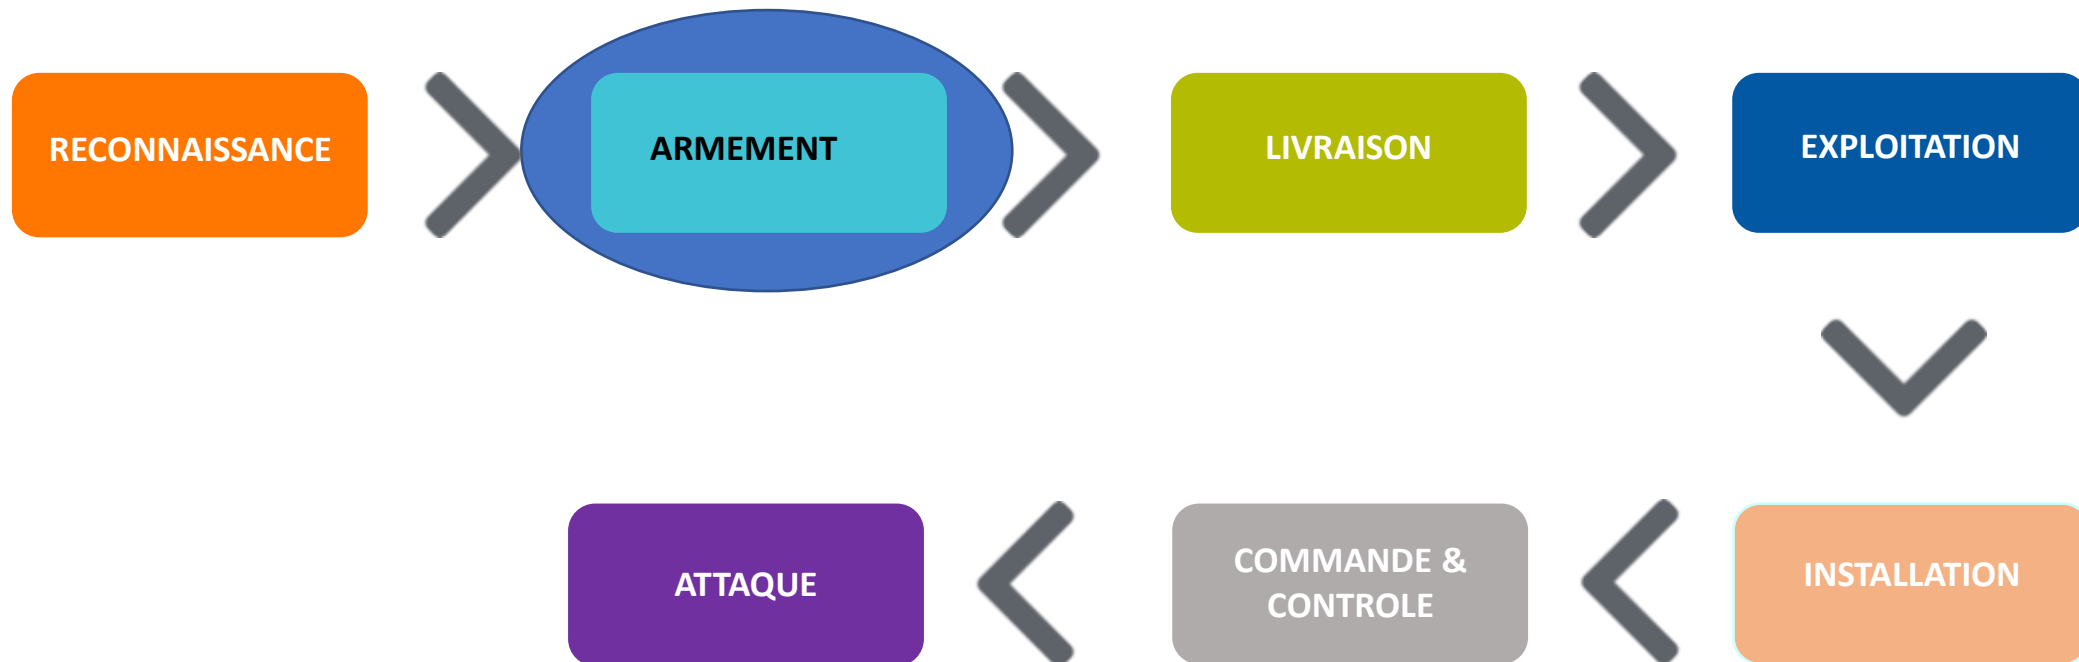 RECONNAISSANCE
ARMEMENT
LIVRAISON
EXPLOITATION
ATTAQUE
COMMANDE &
CONTROLE
INSTALLATION